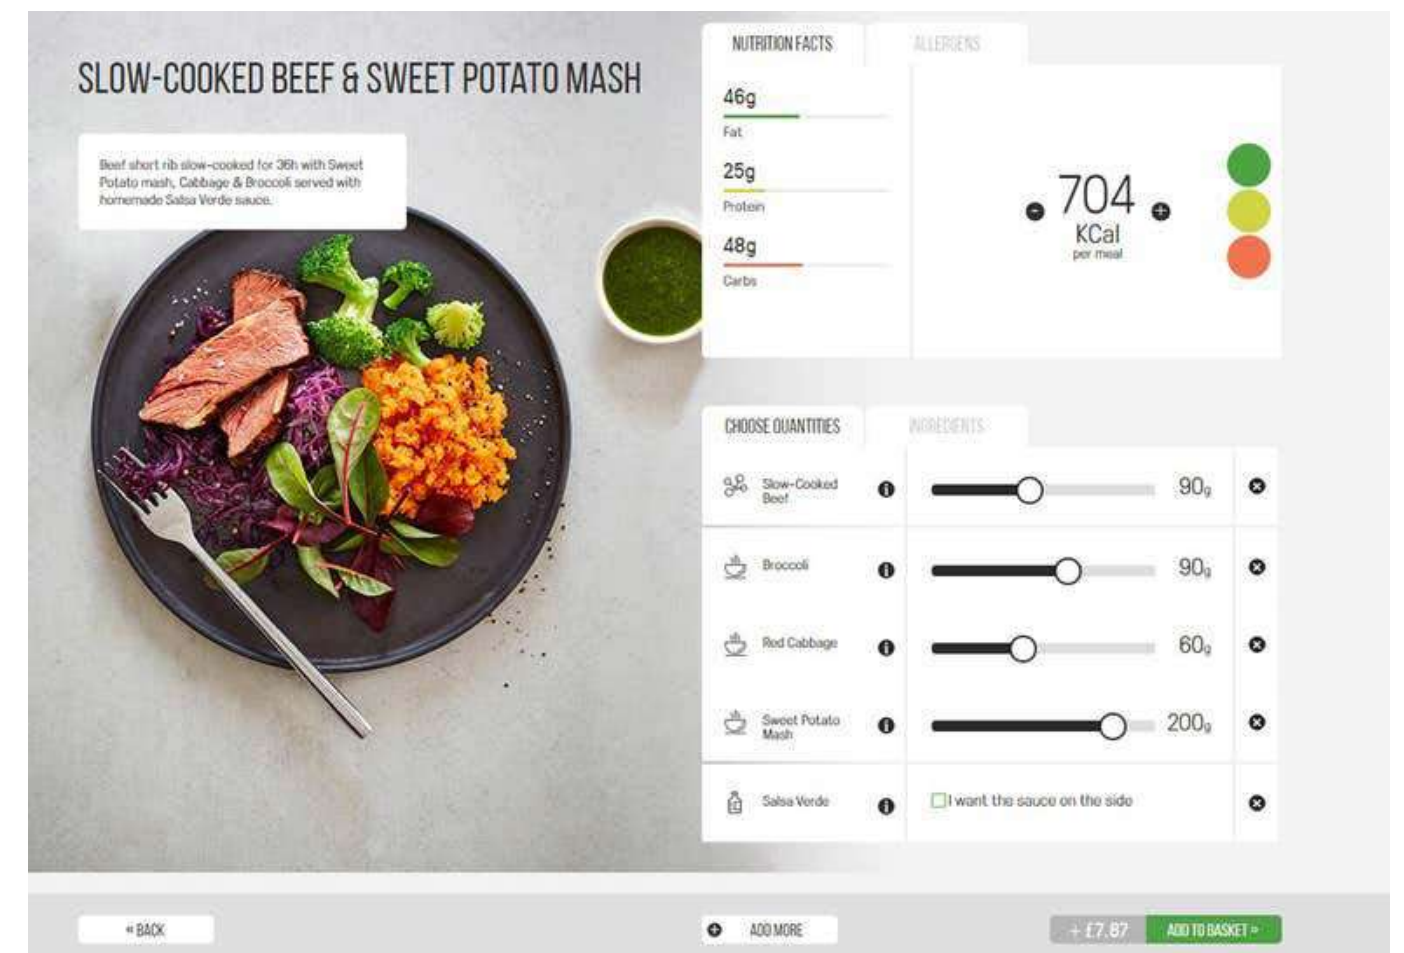 SLOW-COOKED BEEF & SWEET POTATO MASH
Beef short rib slow-cooked for 36h with Sweet
Potato mash, Cabbage & Broccoli served with
homemade Salsa Verde sauce.
NUTRITION FACTS
ALLERGENS
46g
Fat
25g
Protein
48g
Carbs
704
KCal
per meal
CHOOSE QUANTITIES
INGREDIENTS
Slow-Cooked
Beef
90g
Broccoli
90g
Red Cabbage
60g
Sweet Potato
Mash
200g
Salsa Verde
I want the sauce on the side
« BACK
ADD MORE
+ £7.87
ADD TO BASKET »